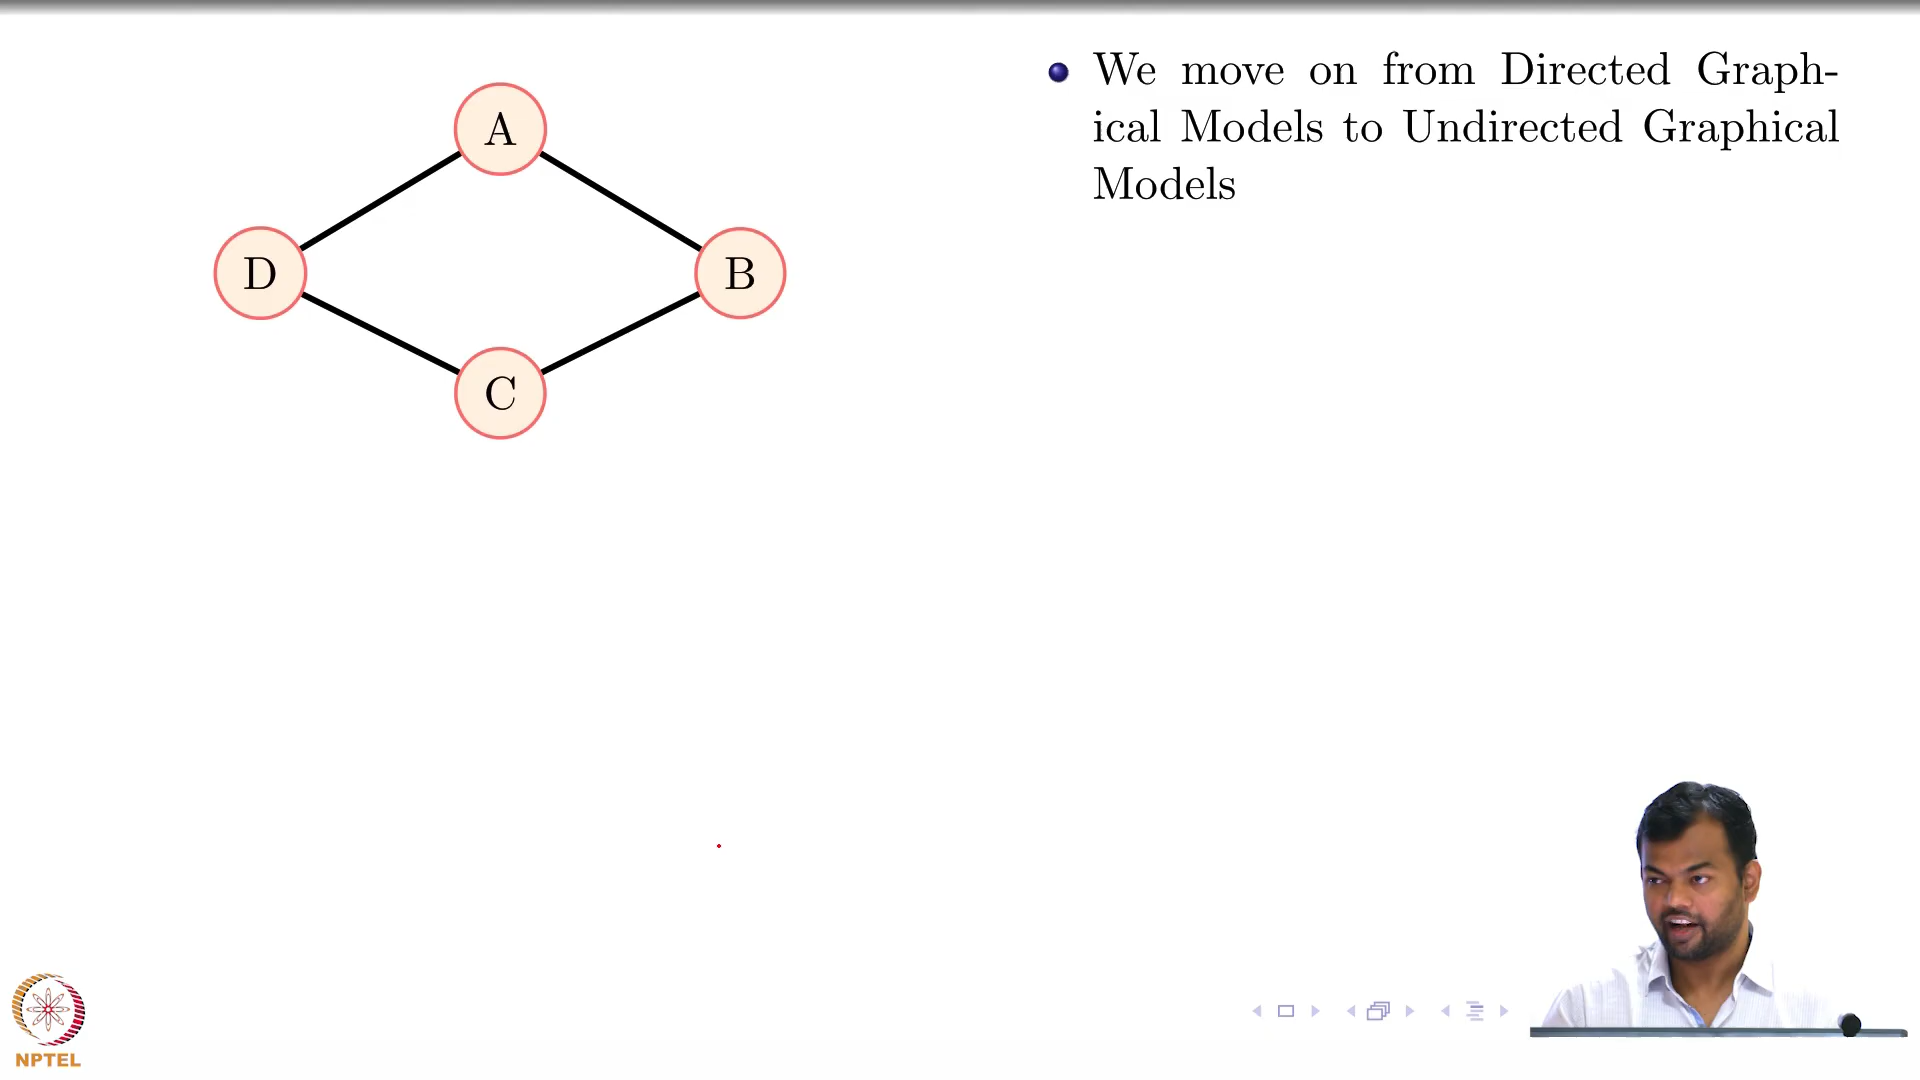 A
D
B
C
We move on from Directed Graph-
ical Models to Undirected Graphical
Models
NPTEL